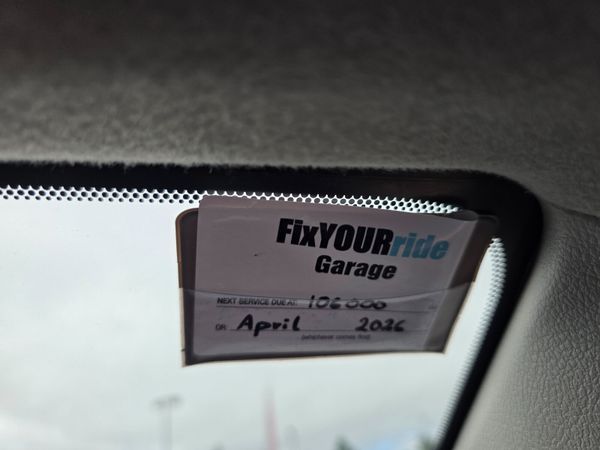 FixYOURride
Garage
NEXT SERVICE DUE AT: 106000
OR: April 2026
(whichever comes first)